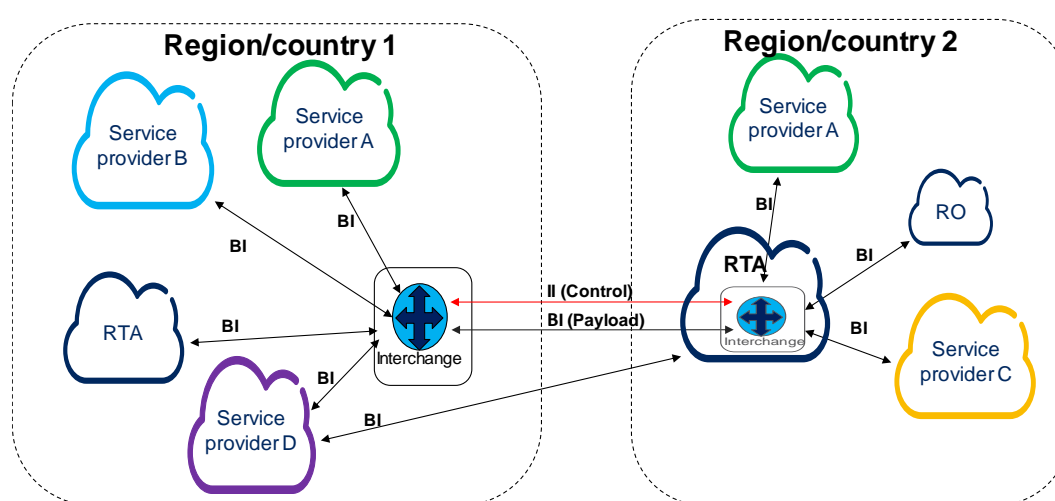 Region/country 1
Region/country 2
Service
provider B
Service
provider A
Service
provider A
BI
BI
BI
RO
RTA
BI
II (Control)
BI (Payload)
Interchange
Interchange
RTA
BI
BI
BI
Service
provider D
BI
Service
provider C